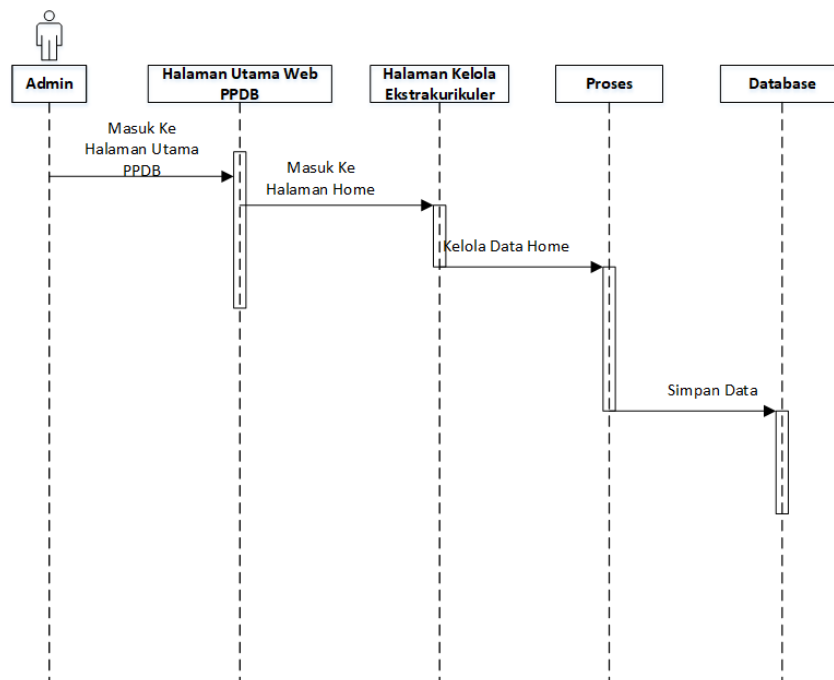 Admin
Halaman Utama Web
PPDB
Halaman Kelola
Ekstrakurikuler
Proses
Database
Masuk Ke
Halaman Utama
PPDB
Masuk Ke
Halaman Home
Kelola Data Home
Simpan Data